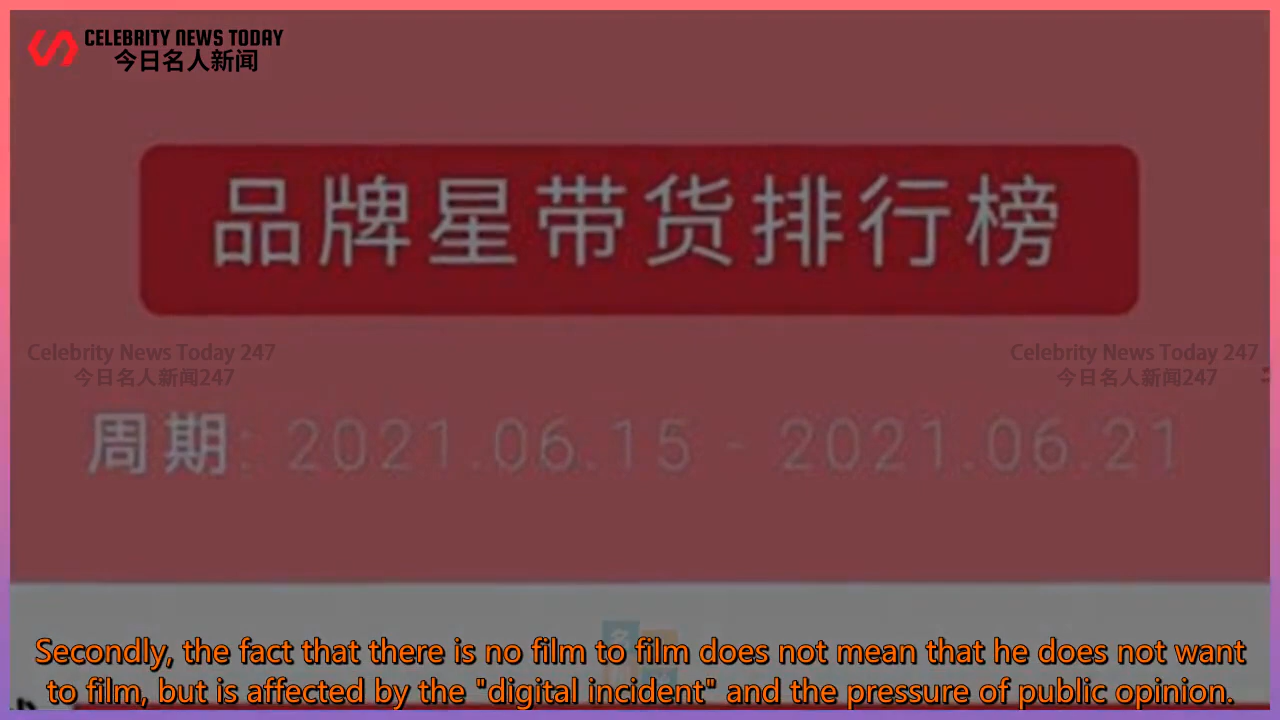 CELEBRITY NEWS TODAY
今日名人新闻
品牌星带货排行榜
Celebrity News Today 247
今日名人新闻247
Celebrity News Today 247
今日名人新闻247
周期: 2021.06.15 - 2021.06.21
Secondly, the fact that there is no film to film does not mean that he does not want
to film, but is affected by the "digital incident" and the pressure of public opinion.